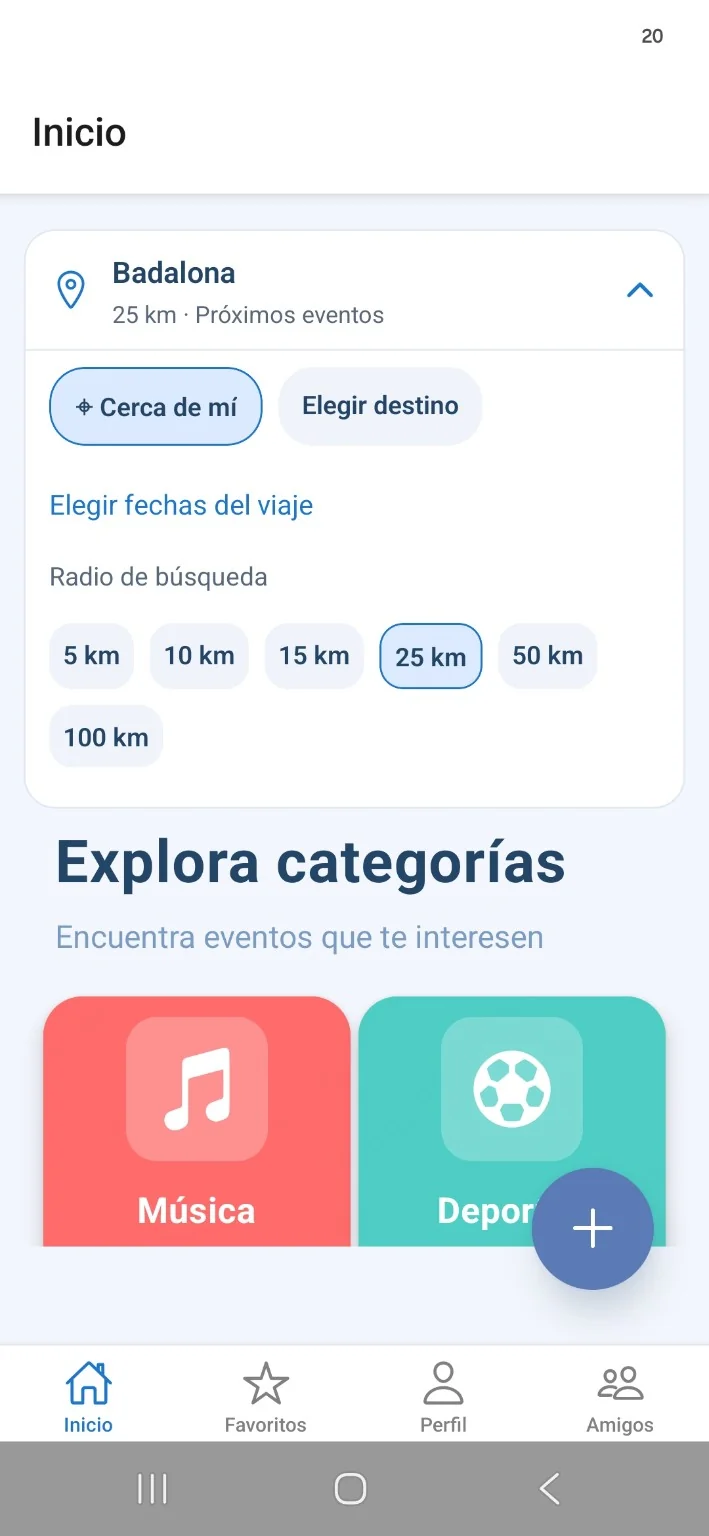 20
Inicio
Badalona
25 km · Próximos eventos
⌖ Cerca de mí
Elegir destino
Elegir fechas del viaje
Radio de búsqueda
5 km
10 km
15 km
25 km
50 km
100 km
Explora categorías
Encuentra eventos que te interesen
Música
Depor
Inicio
Favoritos
Perfil
Amigos